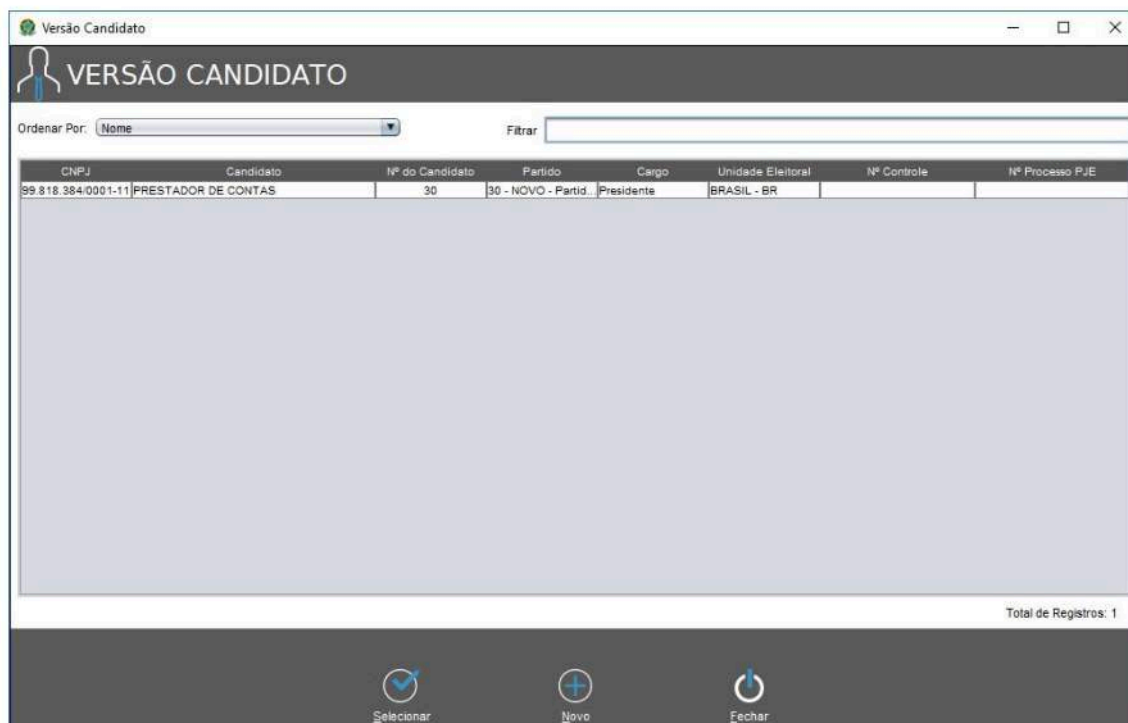 Versão Candidato
VERSÃO CANDIDATO
Ordenar Por: Nome Filtrar
CNPJ Candidato Nº do Candidato Partido Cargo Unidade Eleitoral Nº Controle Nº Processo PJE
99.818.384/0001-11 PRESTADOR DE CONTAS 30 30 - NOVO - Partid... Presidente BRASIL - BR
Total de Registros: 1
Selecionar Novo Fechar